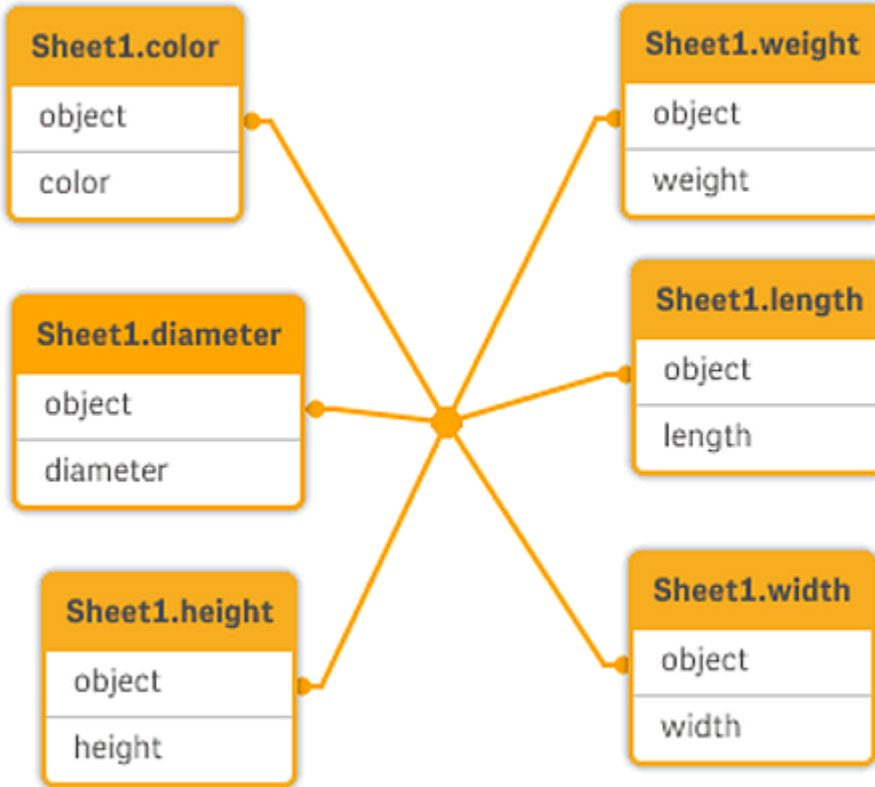 Sheet1.color
object
color
Sheet1.diameter
object
diameter
Sheet1.height
object
height
Sheet1.weight
object
weight
Sheet1.length
object
length
Sheet1.width
object
width